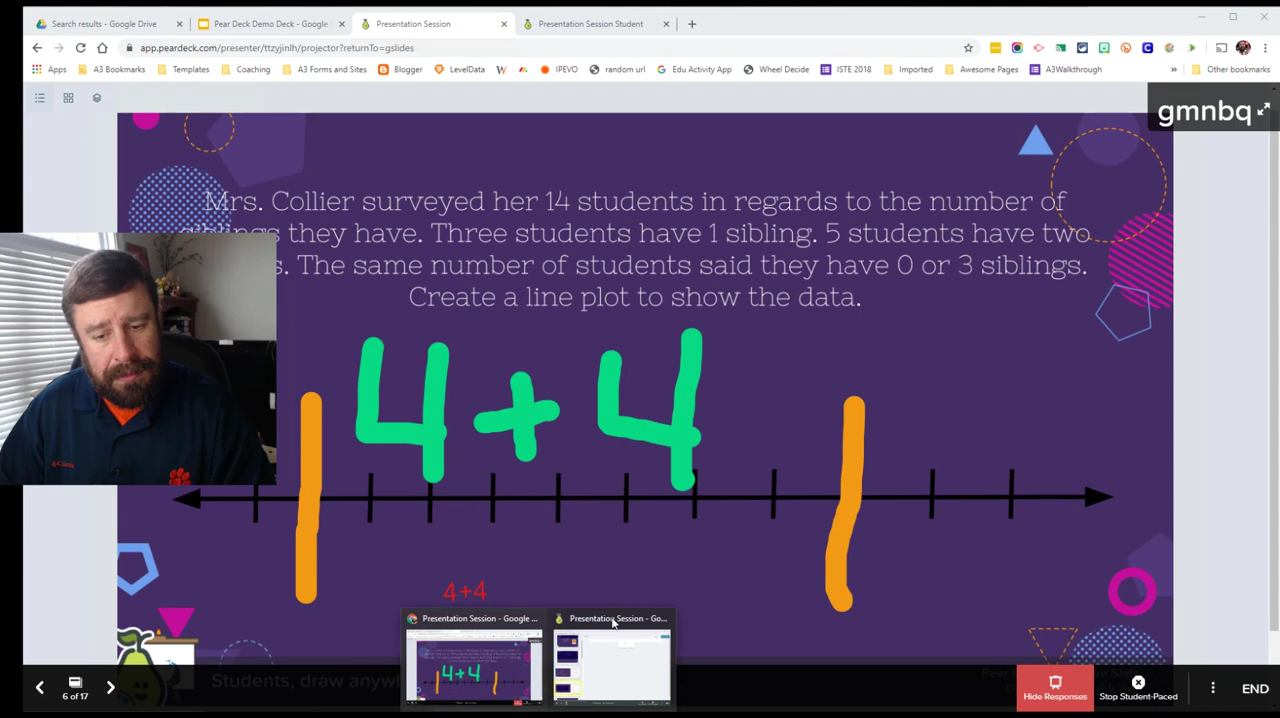 Search results - Google Drive
Pear Deck Demo Deck - Google S
Presentation Session
Presentation Session Student
app.peardeck.com/presenter/ttzyjinlh/projector?returnTo=gslides
Apps
A3 Bookmarks
Templates
Coaching
A3 Forms and Sites
Blogger
LevelData
IPEVO
random url
Edu Activity App
Wheel Decide
ISTE 2018
Imported
Awesome Pages
A3Walkthrough
»
Other bookmarks
gmnbq
Mrs. Collier surveyed her 14 students in regards to the number of
they have. Three students have 1 sibling. 5 students have two
The same number of students said they have 0 or 3 siblings.
Create a line plot to show the data.
4 + 4
4+4
Presentation Session - Google ...
Presentation Session - Go...
6 of 17
Students, draw anyw
Hide Responses
Stop Student-Paced
END